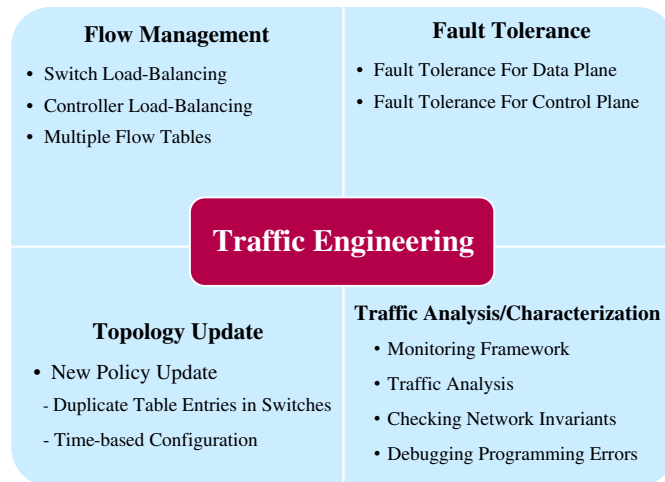 Flow Management
• Switch Load-Balancing
• Controller Load-Balancing
• Multiple Flow Tables
Fault Tolerance
• Fault Tolerance For Data Plane
• Fault Tolerance For Control Plane
Traffic Engineering
Topology Update
• New Policy Update
- Duplicate Table Entries in Switches
- Time-based Configuration
Traffic Analysis/Characterization
• Monitoring Framework
• Traffic Analysis
• Checking Network Invariants
• Debugging Programming Errors